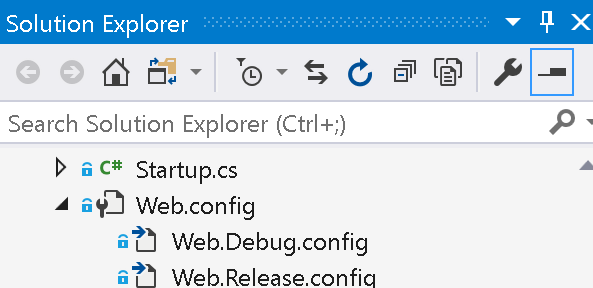 Solution Explorer
Search Solution Explorer (Ctrl+;)
C# Startup.cs
Web.config
Web.Debug.config
Web.Release.config